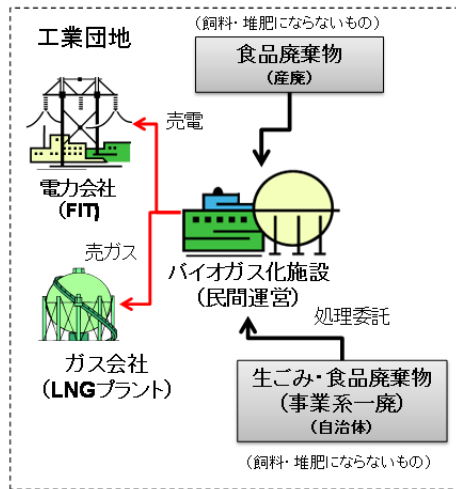 工業団地
(飼料・堆肥にならないもの)
食品廃棄物
(産廃)
売電
電力会社
(FIT)
売ガス
バイオガス化施設
(民間運営)
処理委託
ガス会社
(LNGプラント)
生ごみ・食品廃棄物
(事業系一廃)
(自治体)
(飼料・堆肥にならないもの)